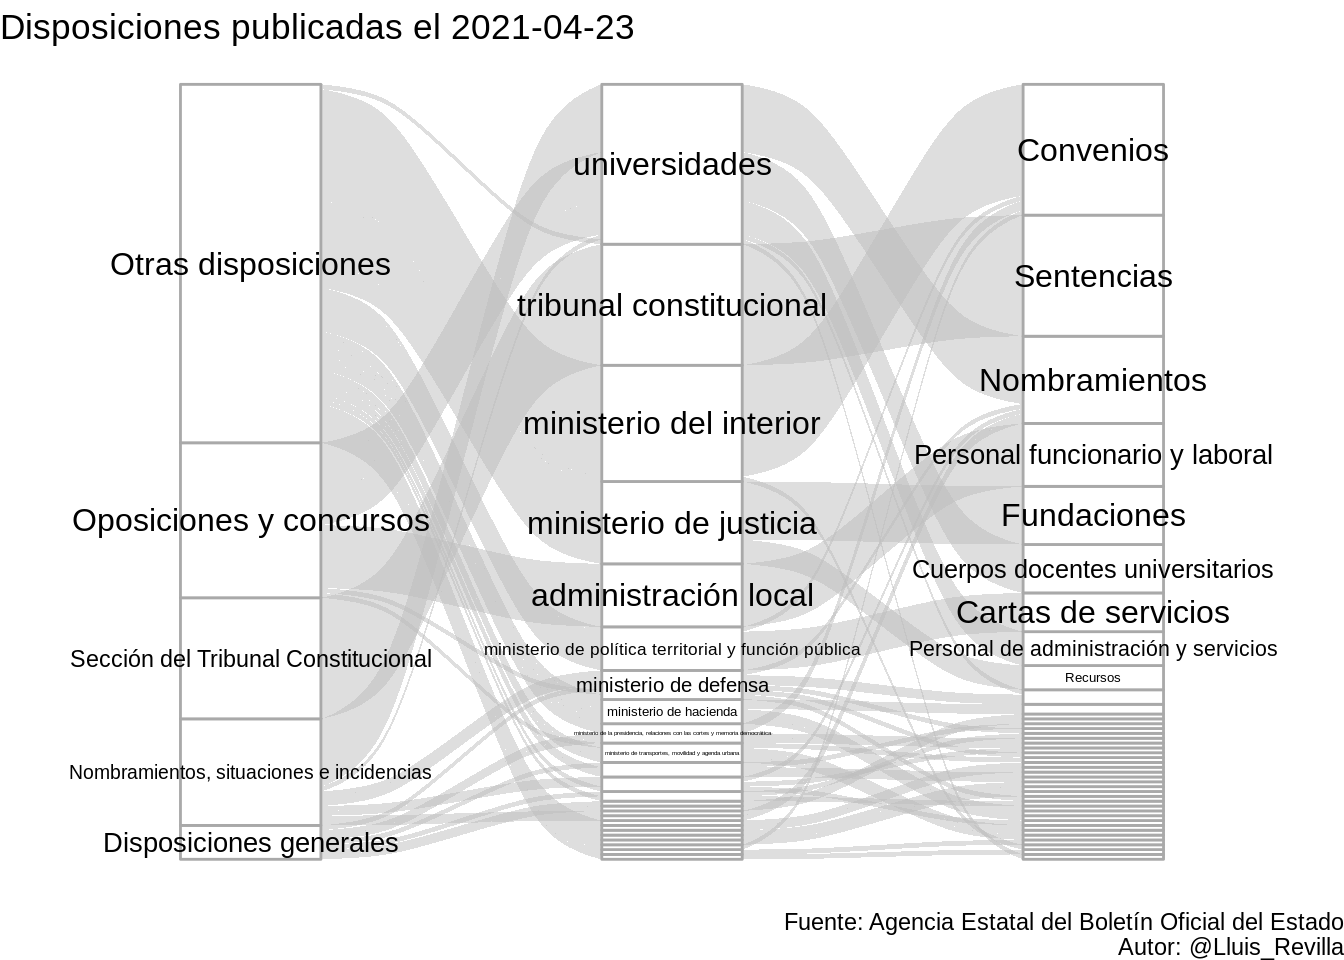 Disposiciones publicadas el 2021-04-23
Otras disposiciones
Oposiciones y concursos
Sección del Tribunal Constitucional
Nombramientos, situaciones e incidencias
Disposiciones generales
universidades
tribunal constitucional
ministerio del interior
ministerio de justicia
administración local
ministerio de política territorial y función pública
ministerio de defensa
ministerio de hacienda
ministerio de la presidencia, relaciones con las cortes y memoria democrática
ministerio de transportes, movilidad y agenda urbana
Convenios
Sentencias
Nombramientos
Personal funcionario y laboral
Fundaciones
Cuerpos docentes universitarios
Cartas de servicios
Personal de administración y servicios
Recursos
Fuente: Agencia Estatal del Boletín Oficial del Estado
Autor: @Lluis_Revilla